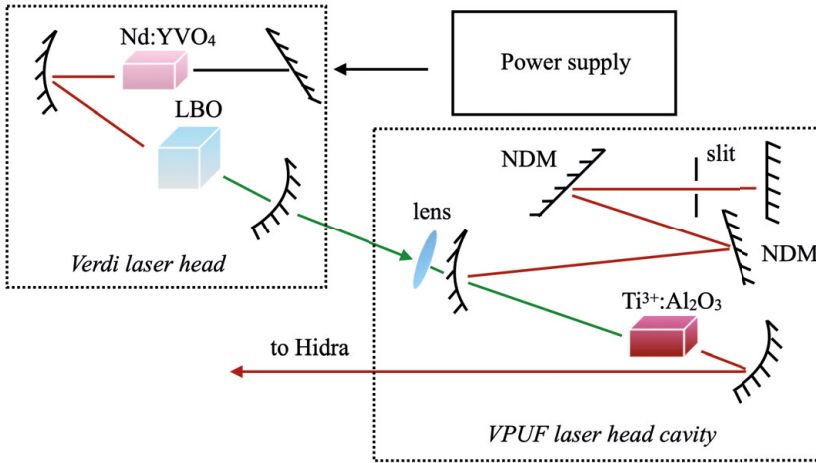 Nd:YVO₄
Power supply
LBO
NDM
slit
lens
NDM
Verdi laser head
Ti³⁺:Al₂O₃
to Hidra
VPUF laser head cavity